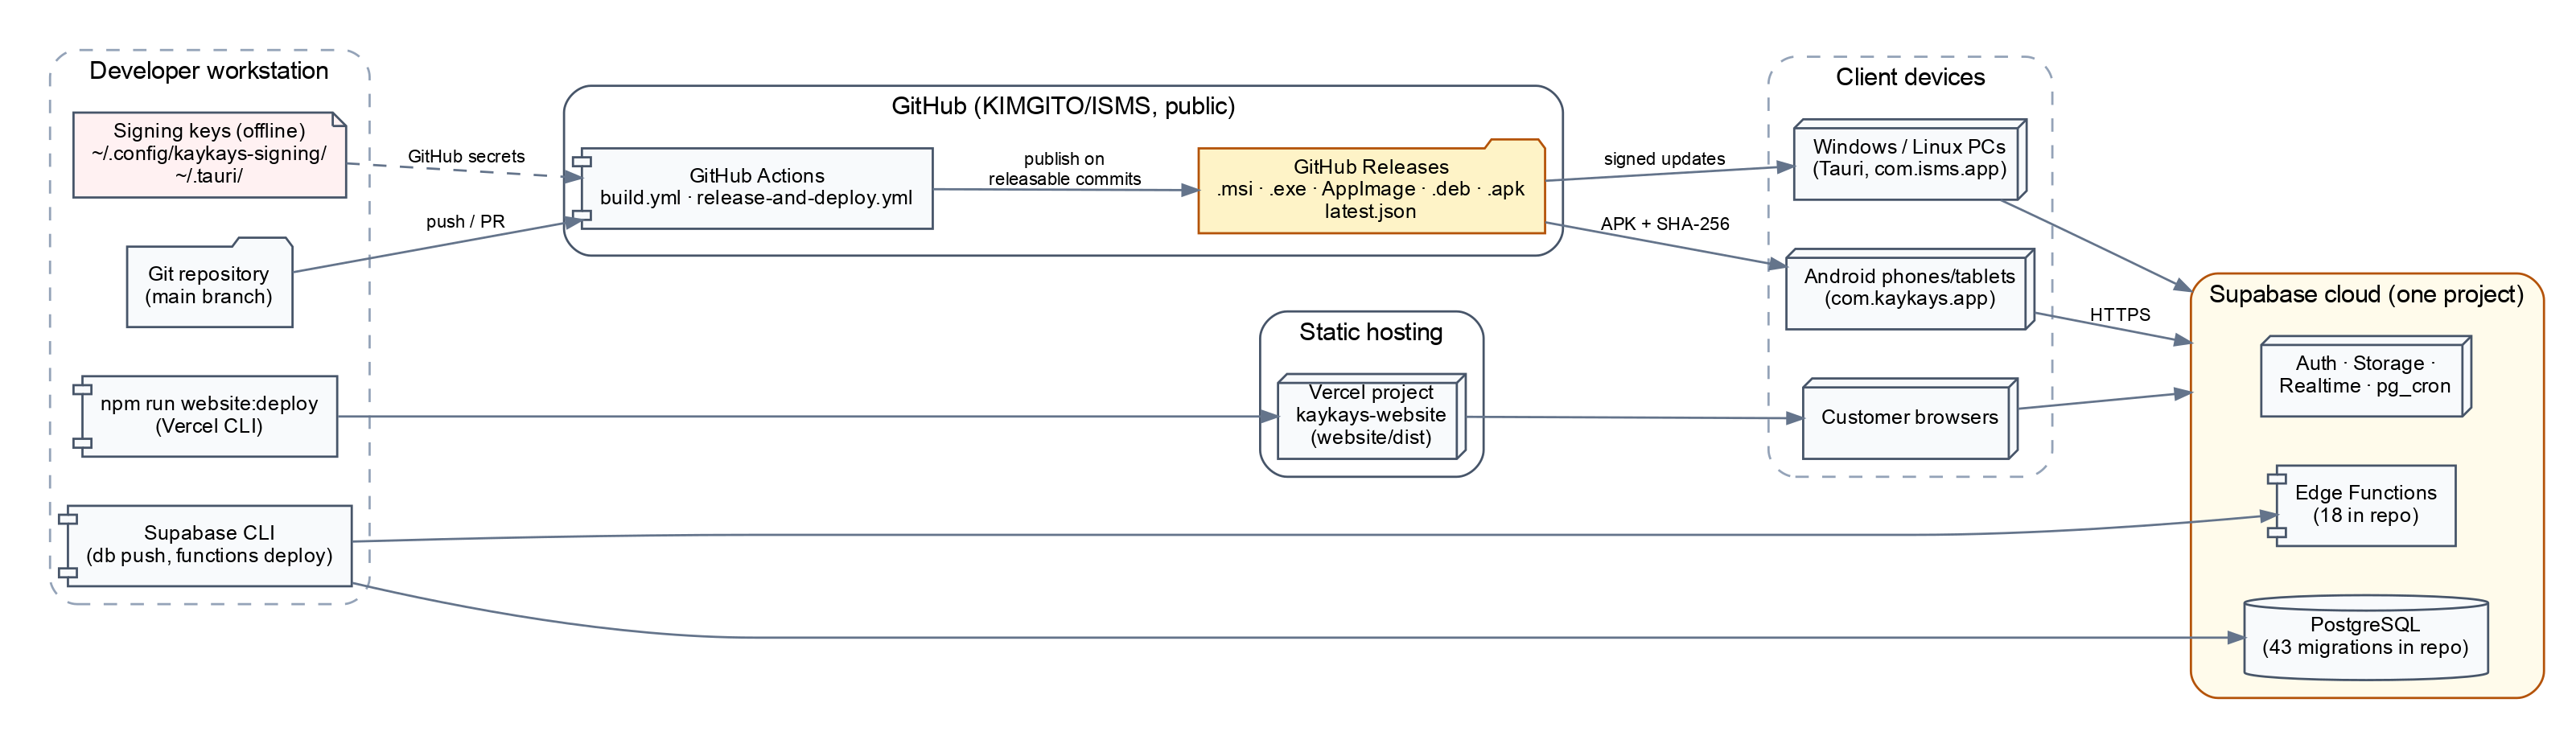 Developer workstation
Signing keys (offline)
~/.config/kaykays-signing/
~/.tauri/
Git repository
(main branch)
npm run website:deploy
(Vercel CLI)
Supabase CLI
(db push, functions deploy)
GitHub secrets
push / PR
GitHub (KIMGITO/ISMS, public)
GitHub Actions
build.yml · release-and-deploy.yml
publish on
releasable commits
GitHub Releases
.msi · .exe · AppImage · .deb · .apk
latest.json
Static hosting
Vercel project
kaykays-website
(website/dist)
signed updates
APK + SHA-256
Client devices
Windows / Linux PCs
(Tauri, com.isms.app)
Android phones/tablets
(com.kaykays.app)
Customer browsers
HTTPS
Supabase cloud (one project)
Auth · Storage ·
Realtime · pg_cron
Edge Functions
(18 in repo)
PostgreSQL
(43 migrations in repo)